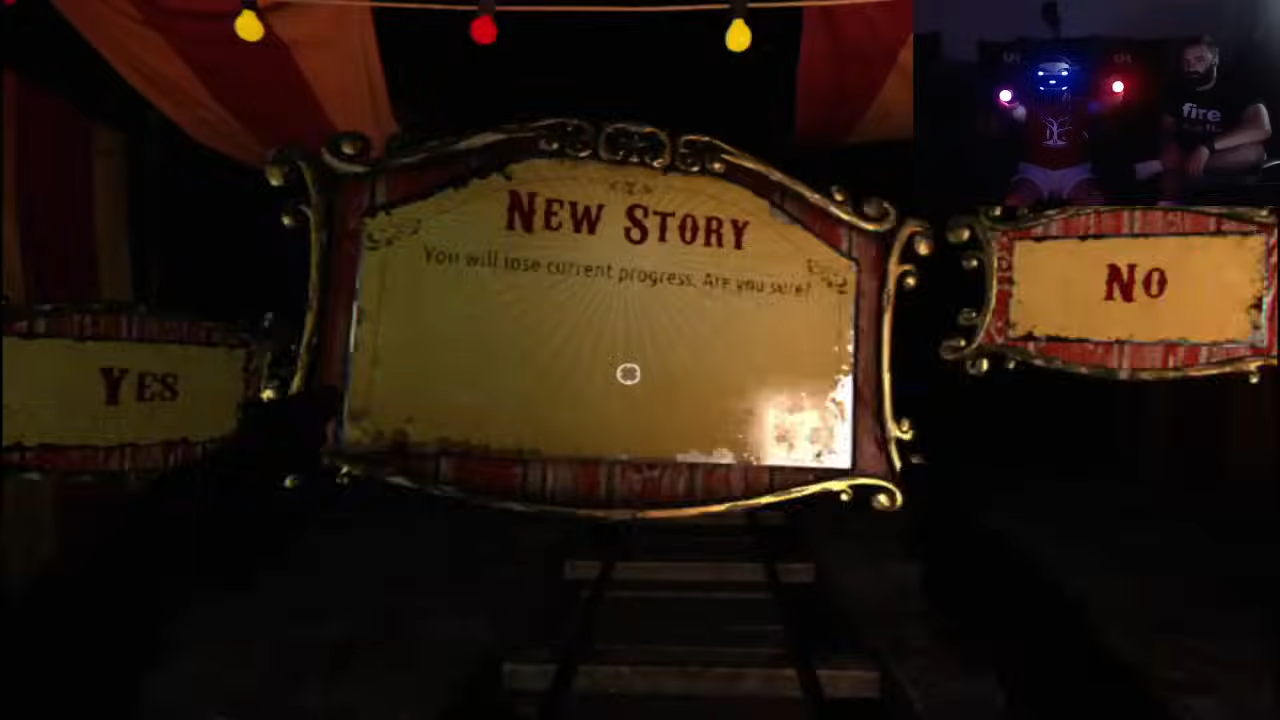 NEW STORY
You will lose current progress. Are you sure?
YES
NO
fire